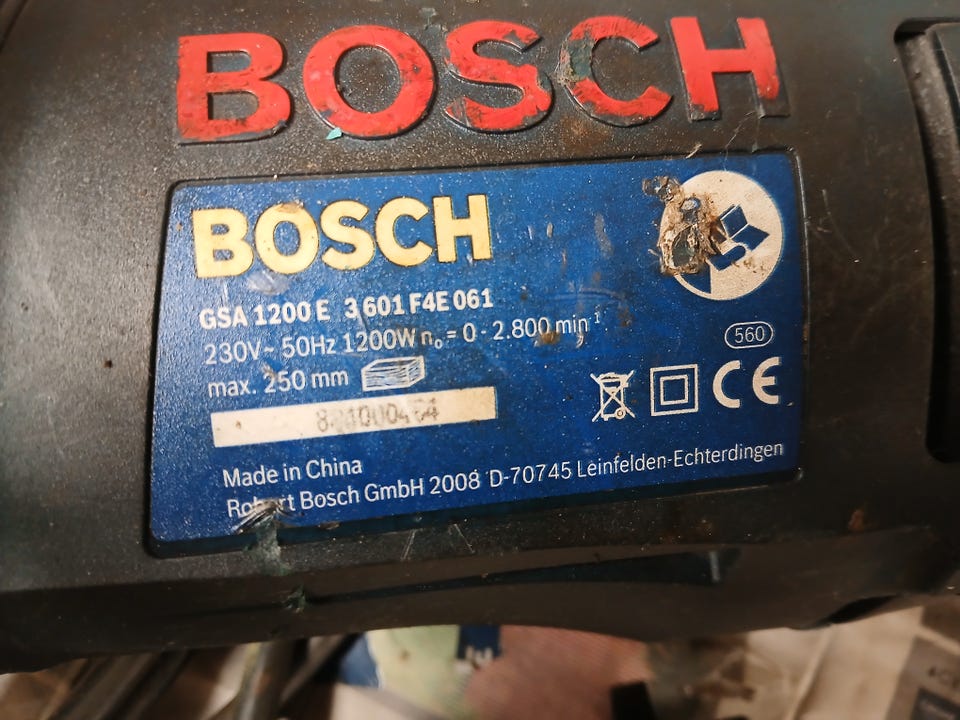 BOSCH
BOSCH
GSA 1200 E 3 601 F4E 061
230V~ 50Hz 1200W n₀ = 0 - 2.800 min⁻¹
560
max. 250 mm
CE
Made in China
Robert Bosch GmbH 2008 D-70745 Leinfelden-Echterdingen